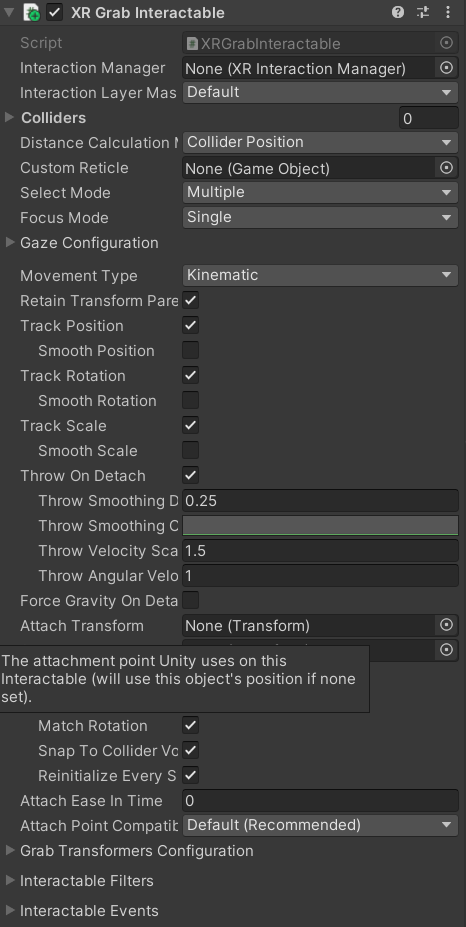 XR Grab Interactable
Script XRGrabInteractable
Interaction Manager None (XR Interaction Manager)
Interaction Layer Mas Default
Colliders 0
Distance Calculation M Collider Position
Custom Reticle None (Game Object)
Select Mode Multiple
Focus Mode Single
Gaze Configuration
Movement Type Kinematic
Retain Transform Pare
Track Position
Smooth Position
Track Rotation
Smooth Rotation
Track Scale
Smooth Scale
Throw On Detach
Throw Smoothing D 0.25
Throw Smoothing C
Throw Velocity Sca 1.5
Throw Angular Velo 1
Force Gravity On Deta
Attach Transform None (Transform)
The attachment point Unity uses on this
Interactable (will use this object's position if none
set).
Match Rotation
Snap To Collider Vo
Reinitialize Every S
Attach Ease In Time 0
Attach Point Compatib Default (Recommended)
Grab Transformers Configuration
Interactable Filters
Interactable Events